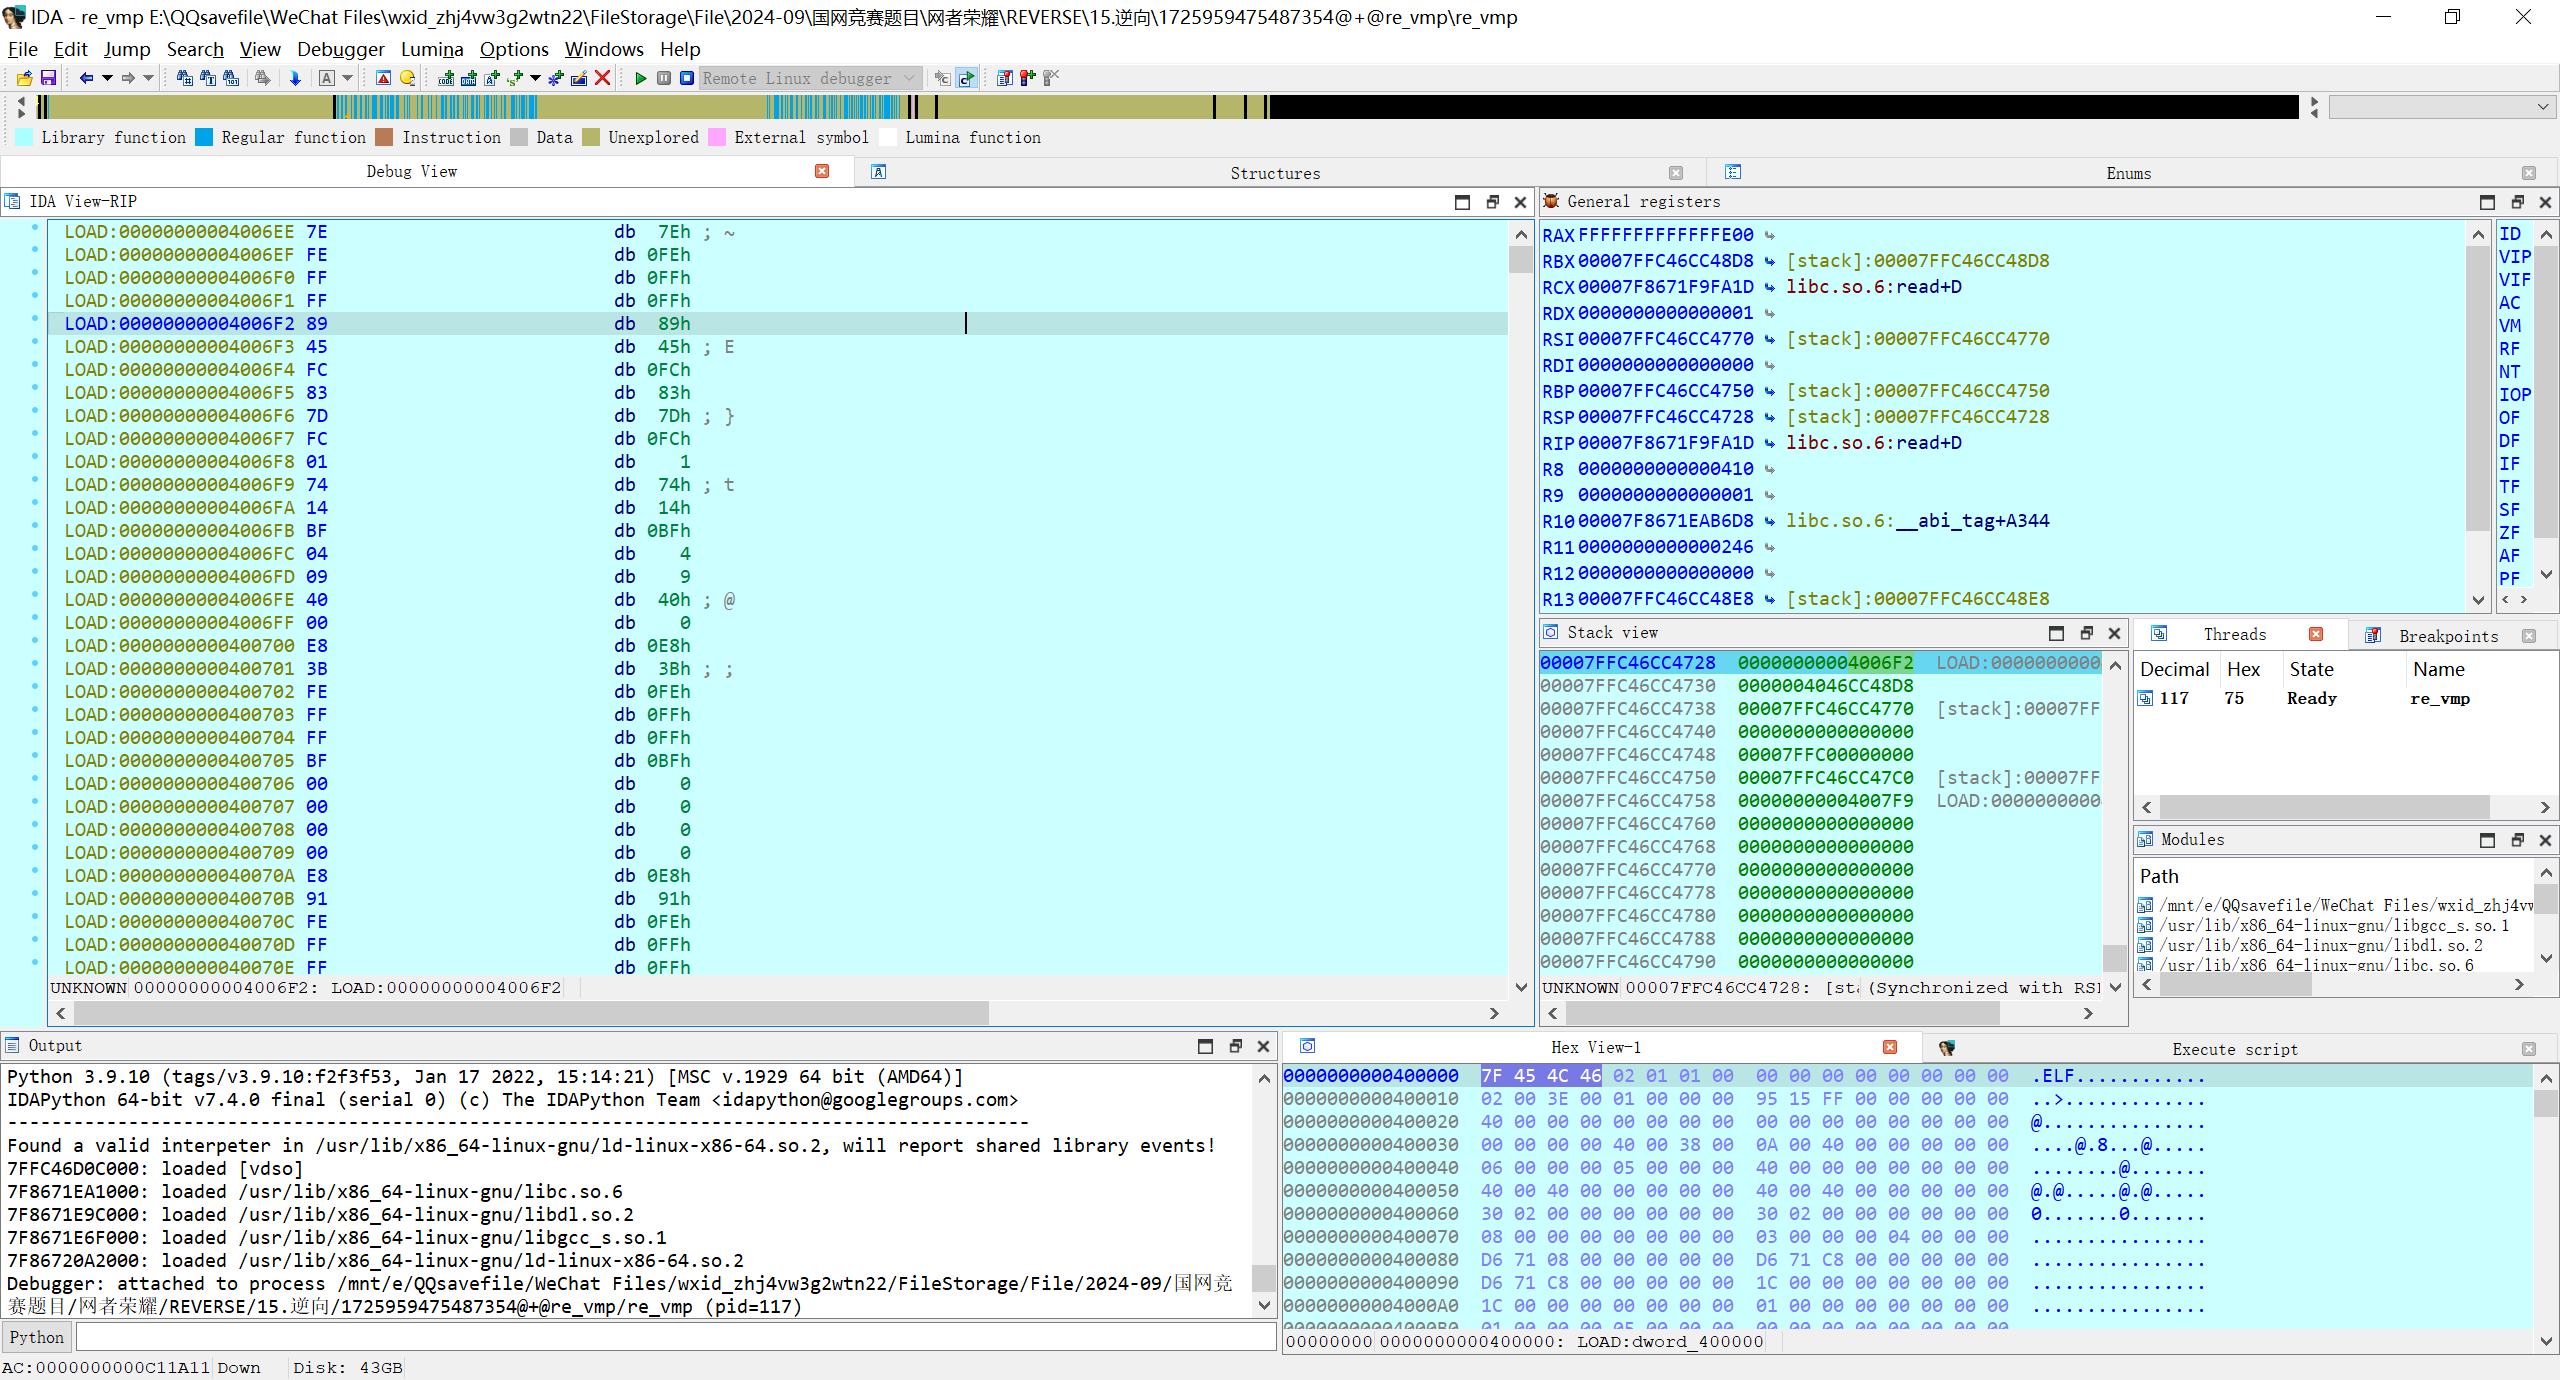 IDA - re_vmp E:\QQsavefile\WeChat Files\wxid_zhj4vw3g2wtn22\FileStorage\File\2024-09\国网竞赛题目\网者荣耀\REVERSE\15.逆向\1725959475487354@+@re_vmp\re_vmp
File Edit Jump Search View Debugger Lumina Options Windows Help
Remote Linux debugger
Library function Regular function Instruction Data Unexplored External symbol Lumina function
Debug View Structures Enums
IDA View-RIP
LOAD:00000000004006EE 7E db 7Eh ; ~
LOAD:00000000004006EF FE db 0FEh
LOAD:00000000004006F0 FF db 0FFh
LOAD:00000000004006F1 FF db 0FFh
LOAD:00000000004006F2 89 db 89h
LOAD:00000000004006F3 45 db 45h ; E
LOAD:00000000004006F4 FC db 0FCh
LOAD:00000000004006F5 83 db 83h
LOAD:00000000004006F6 7D db 7Dh ; }
LOAD:00000000004006F7 FC db 0FCh
LOAD:00000000004006F8 01 db 1
LOAD:00000000004006F9 74 db 74h ; t
LOAD:00000000004006FA 14 db 14h
LOAD:00000000004006FB BF db 0BFh
LOAD:00000000004006FC 04 db 4
LOAD:00000000004006FD 09 db 9
LOAD:00000000004006FE 40 db 40h ; @
LOAD:00000000004006FF 00 db 0
LOAD:0000000000400700 E8 db 0E8h
LOAD:0000000000400701 3B db 3Bh ; ;
LOAD:0000000000400702 FE db 0FEh
LOAD:0000000000400703 FF db 0FFh
LOAD:0000000000400704 FF db 0FFh
LOAD:0000000000400705 BF db 0BFh
LOAD:0000000000400706 00 db 0
LOAD:0000000000400707 00 db 0
LOAD:0000000000400708 00 db 0
LOAD:0000000000400709 00 db 0
LOAD:000000000040070A E8 db 0E8h
LOAD:000000000040070B 91 db 91h
LOAD:000000000040070C FE db 0FEh
LOAD:000000000040070D FF db 0FFh
LOAD:000000000040070E FF db 0FFh
UNKNOWN 00000000004006F2: LOAD:00000000004006F2
General registers
RAX FFFFFFFFFFFFFE00
RBX 00007FFC46CC48D8 [stack]:00007FFC46CC48D8
RCX 00007F8671F9FA1D libc.so.6:read+D
RDX 0000000000000001
RSI 00007FFC46CC4770 [stack]:00007FFC46CC4770
RDI 0000000000000000
RBP 00007FFC46CC4750 [stack]:00007FFC46CC4750
RSP 00007FFC46CC4728 [stack]:00007FFC46CC4728
RIP 00007F8671F9FA1D libc.so.6:read+D
R8 0000000000000410
R9 0000000000000001
R10 00007F8671EAB6D8 libc.so.6:__abi_tag+A344
R11 0000000000000246
R12 0000000000000000
R13 00007FFC46CC48E8 [stack]:00007FFC46CC48E8
ID
VIP
VIF
AC
VM
RF
NT
IOP
OF
DF
IF
TF
SF
ZF
AF
PF
Stack view
00007FFC46CC4728 00000000004006F2 LOAD:0000000000
00007FFC46CC4730 0000004046CC48D8
00007FFC46CC4738 00007FFC46CC4770 [stack]:00007FF
00007FFC46CC4740 0000000000000000
00007FFC46CC4748 00007FFC00000000
00007FFC46CC4750 00007FFC46CC47C0 [stack]:00007FF
00007FFC46CC4758 00000000004007F9 LOAD:0000000000
00007FFC46CC4760 0000000000000000
00007FFC46CC4768 0000000000000000
00007FFC46CC4770 0000000000000000
00007FFC46CC4778 0000000000000000
00007FFC46CC4780 0000000000000000
00007FFC46CC4788 0000000000000000
00007FFC46CC4790 0000000000000000
UNKNOWN 00007FFC46CC4728: [sta (Synchronized with RSP
Threads Breakpoints
Decimal Hex State Name
117 75 Ready re_vmp
Modules
Path
/mnt/e/QQsavefile/WeChat Files/wxid_zhj4vw
/usr/lib/x86_64-linux-gnu/libgcc_s.so.1
/usr/lib/x86_64-linux-gnu/libdl.so.2
/usr/lib/x86_64-linux-gnu/libc.so.6
Output
Python 3.9.10 (tags/v3.9.10:f2f3f53, Jan 17 2022, 15:14:21) [MSC v.1929 64 bit (AMD64)]
IDAPython 64-bit v7.4.0 final (serial 0) (c) The IDAPython Team <idapython@googlegroups.com>
---------------------------------------------------------------------------------------------
Found a valid interpeter in /usr/lib/x86_64-linux-gnu/ld-linux-x86-64.so.2, will report shared library events!
7FFC46D0C000: loaded [vdso]
7F8671EA1000: loaded /usr/lib/x86_64-linux-gnu/libc.so.6
7F8671E9C000: loaded /usr/lib/x86_64-linux-gnu/libdl.so.2
7F8671E6F000: loaded /usr/lib/x86_64-linux-gnu/libgcc_s.so.1
7F86720A2000: loaded /usr/lib/x86_64-linux-gnu/ld-linux-x86-64.so.2
Debugger: attached to process /mnt/e/QQsavefile/WeChat Files/wxid_zhj4vw3g2wtn22/FileStorage/File/2024-09/国网竞
赛题目/网者荣耀/REVERSE/15.逆向/1725959475487354@+@re_vmp/re_vmp (pid=117)
Python
AC:0000000000C11A11 Down Disk: 43GB
Hex View-1 Execute script
0000000000400000 7F 45 4C 46 02 01 01 00 00 00 00 00 00 00 00 00 .ELF............
0000000000400010 02 00 3E 00 01 00 00 00 95 15 FF 00 00 00 00 00 ..>.............
0000000000400020 40 00 00 00 00 00 00 00 00 00 00 00 00 00 00 00 @...............
0000000000400030 00 00 00 00 40 00 38 00 0A 00 40 00 00 00 00 00 ....@.8...@.....
0000000000400040 06 00 00 00 05 00 00 00 40 00 00 00 00 00 00 00 ........@.......
0000000000400050 40 00 40 00 00 00 00 00 40 00 40 00 00 00 00 00 @.@.....@.@.....
0000000000400060 30 02 00 00 00 00 00 00 30 02 00 00 00 00 00 00 0.......0.......
0000000000400070 08 00 00 00 00 00 00 00 03 00 00 00 04 00 00 00 ................
0000000000400080 D6 71 08 00 00 00 00 00 D6 71 C8 00 00 00 00 00 ................
0000000000400090 D6 71 C8 00 00 00 00 00 1C 00 00 00 00 00 00 00 ................
00000000004000A0 1C 00 00 00 00 00 00 00 01 00 00 00 00 00 00 00 ................
00000000 0000000000400000: LOAD:dword_400000